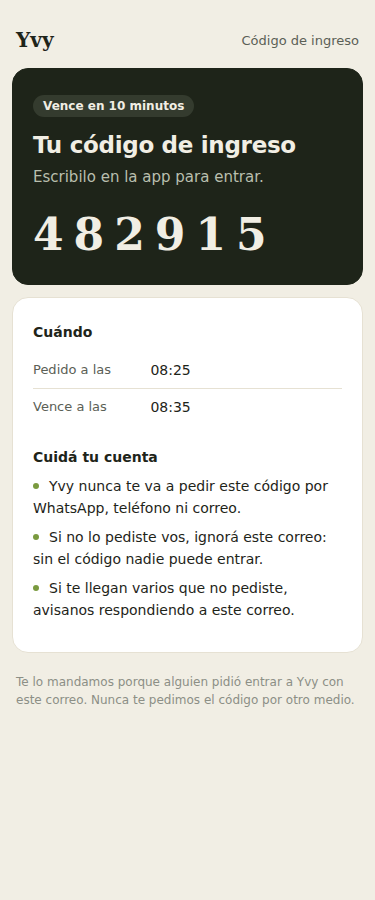 Yvy
Código de ingreso
Vence en 10 minutos
Tu código de ingreso
Escribilo en la app para entrar.
482915
Cuándo
Pedido a las 08:25
Vence a las 08:35
Cuidá tu cuenta
Yvy nunca te va a pedir este código por
WhatsApp, teléfono ni correo.
Si no lo pediste vos, ignorá este correo:
sin el código nadie puede entrar.
Si te llegan varios que no pediste,
avisanos respondiendo a este correo.
Te lo mandamos porque alguien pidió entrar a Yvy con
este correo. Nunca te pedimos el código por otro medio.